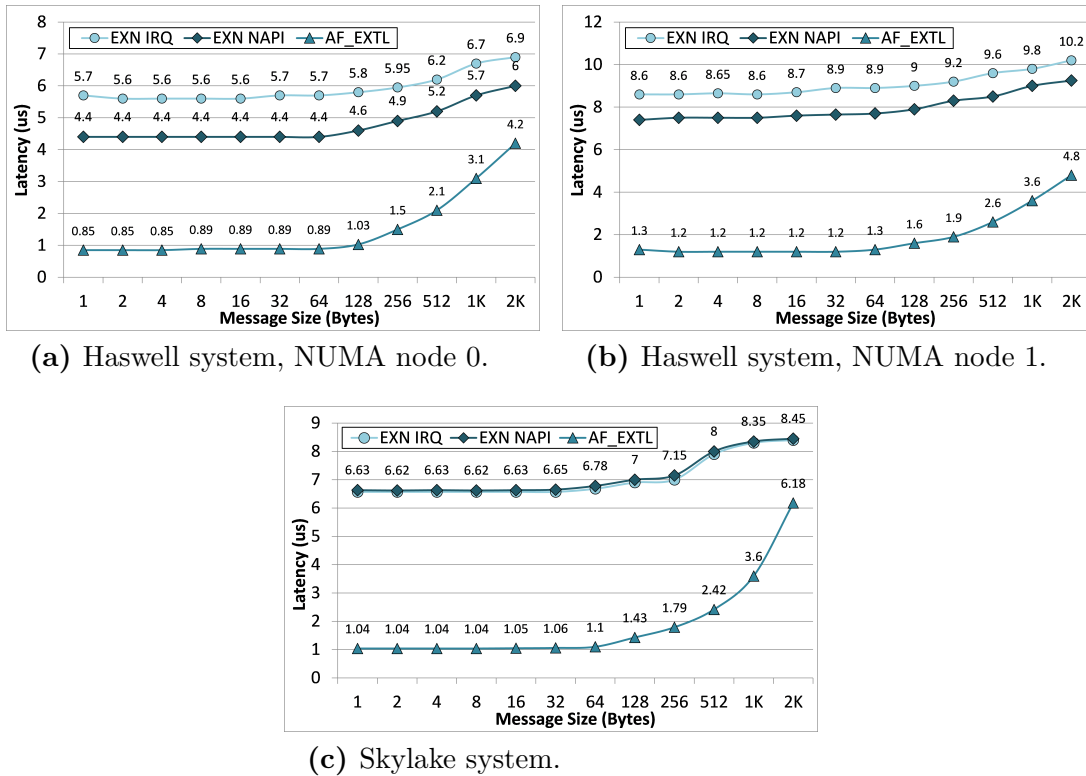 8
7
6
5
4
3
2
1
0
Latency (us)
EXN IRQ EXN NAPI AF_EXTL
5.7 5.6 5.6 5.6 5.6 5.7 5.7 5.8 5.95 6.2 6.7 6.9
4.4 4.4 4.4 4.4 4.4 4.4 4.4 4.6 4.9 5.2 5.7 6
0.85 0.85 0.85 0.89 0.89 0.89 0.89 1.03 1.5 2.1 3.1 4.2
1 2 4 8 16 32 64 128 256 512 1K 2K
Message Size (Bytes)
(a) Haswell system, NUMA node 0.
12
10
8
6
4
2
0
Latency (us)
EXN IRQ EXN NAPI AF_EXTL
8.6 8.6 8.65 8.6 8.7 8.9 8.9 9 9.2 9.6 9.8 10.2
1.3 1.2 1.2 1.2 1.2 1.2 1.3 1.6 1.9 2.6 3.6 4.8
1 2 4 8 16 32 64 128 256 512 1K 2K
Message Size (Bytes)
(b) Haswell system, NUMA node 1.
9
8
7
6
5
4
3
2
1
0
Latency (us)
EXN IRQ EXN NAPI AF_EXTL
6.63 6.62 6.63 6.62 6.63 6.65 6.78 7 7.15 8 8.35 8.45
1.04 1.04 1.04 1.04 1.05 1.06 1.1 1.43 1.79 2.42 3.6 6.18
1 2 4 8 16 32 64 128 256 512 1K 2K
Message Size (Bytes)
(c) Skylake system.